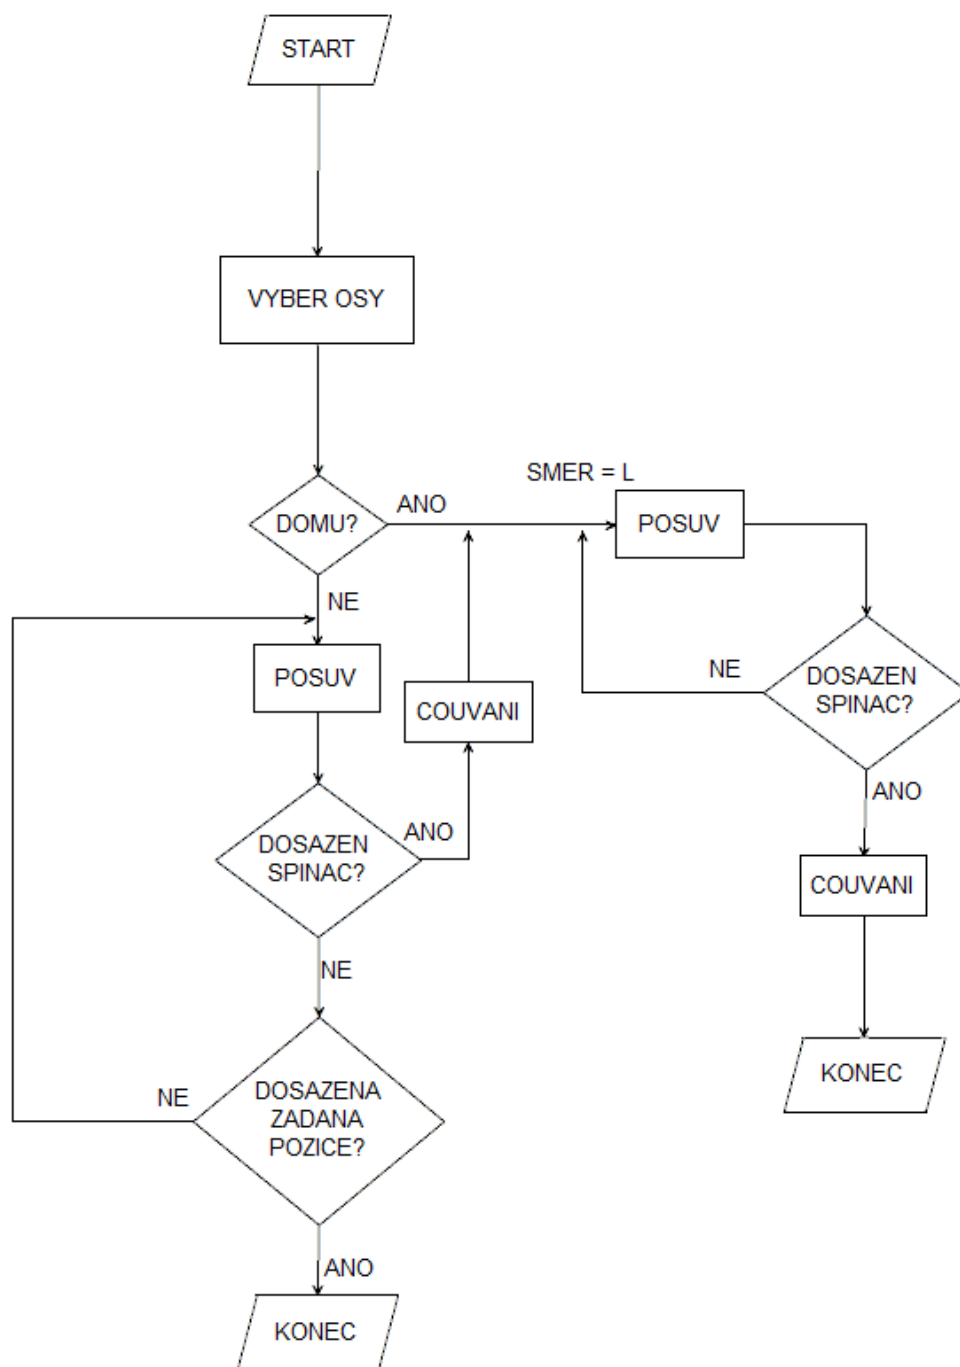 START
VYBER OSY
SMER = L
DOMU?
ANO
POSUV
NE
POSUV
COUVANI
NE
DOSAZEN
SPINAC?
DOSAZEN
SPINAC?
ANO
ANO
COUVANI
NE
DOSAZENA
ZADANA
POZICE?
NE
KONEC
ANO
KONEC